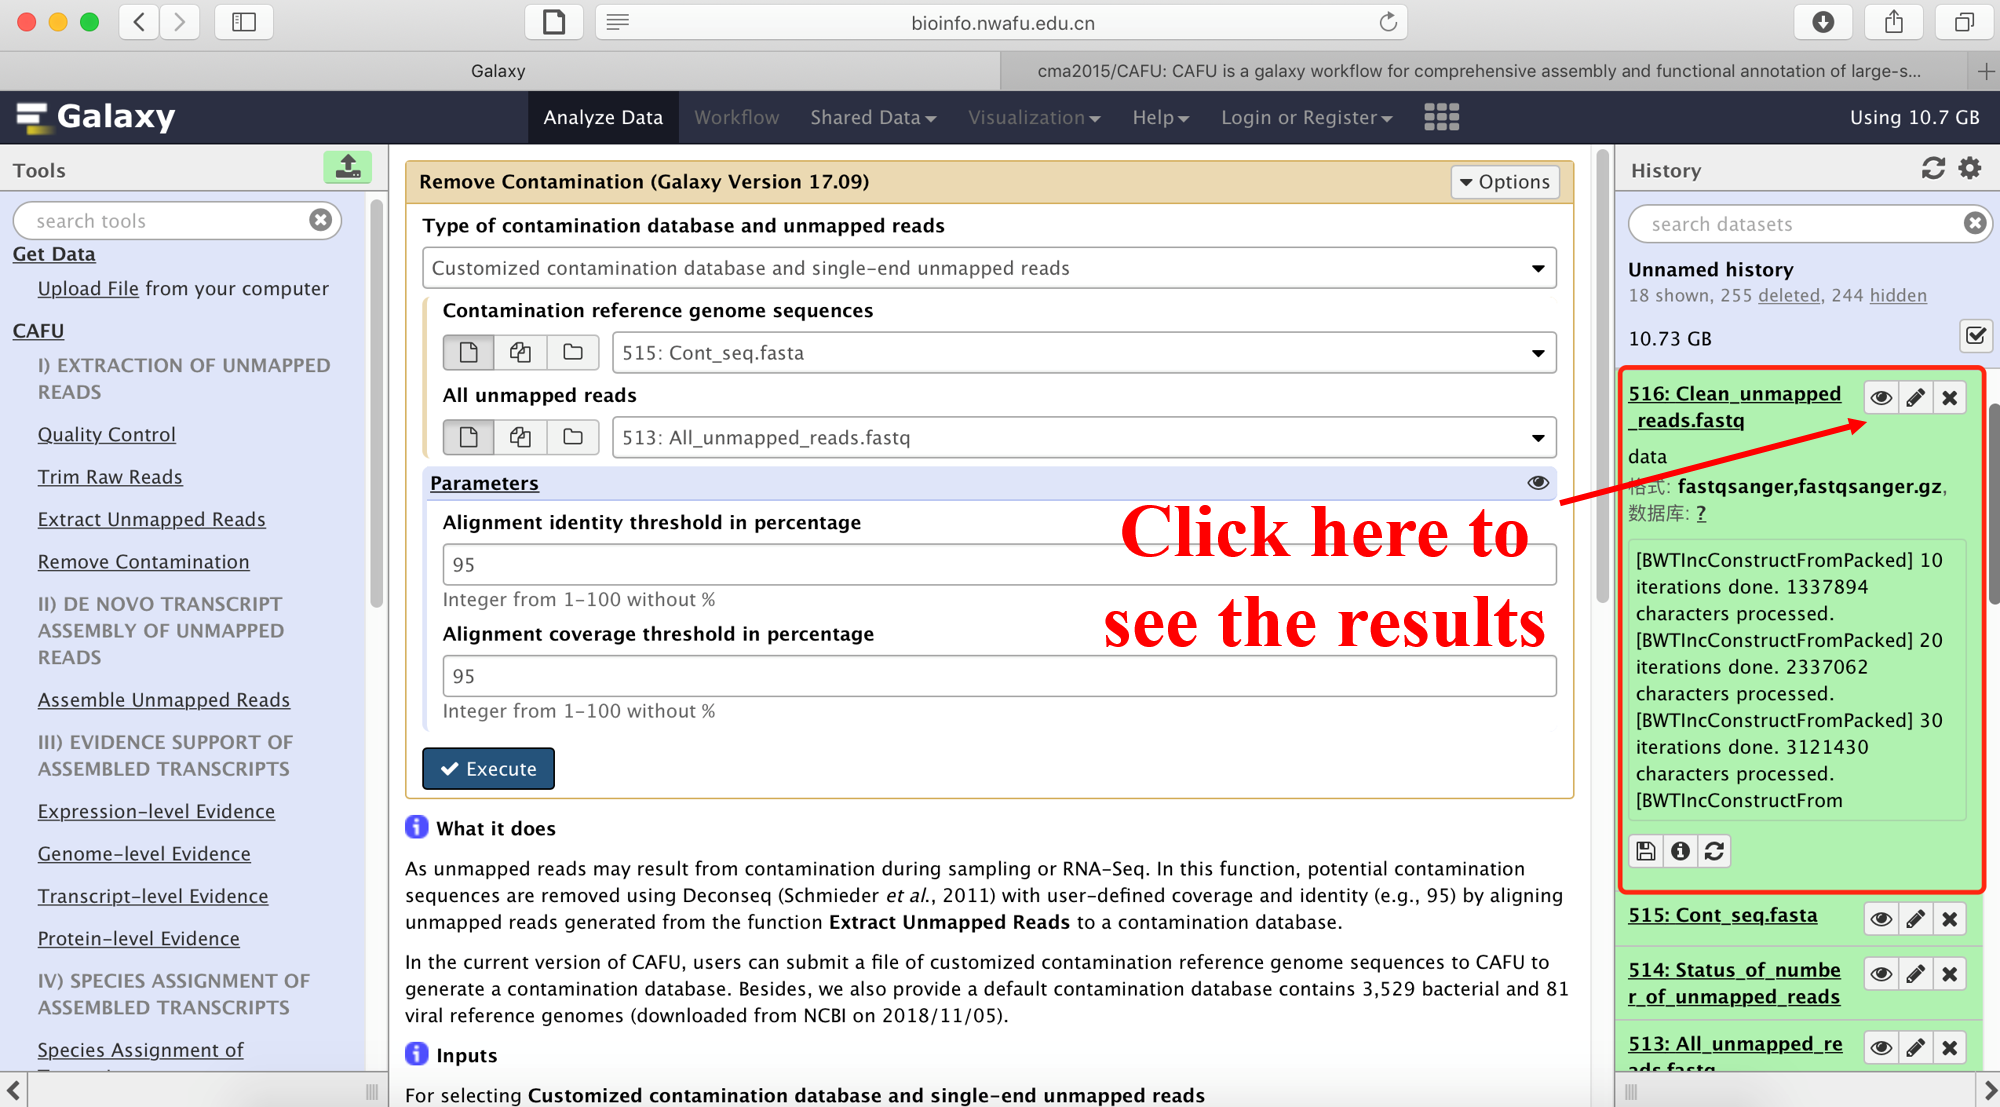 bioinfo.nwafu.edu.cn
Galaxy
cma2015/CAFU: CAFU is a galaxy workflow for comprehensive assembly and functional annotation of large-s...
Galaxy
Analyze Data
Workflow
Shared Data
Visualization
Help
Login or Register
Using 10.7 GB
Tools
search tools
Get Data
Upload File from your computer
CAFU
I) EXTRACTION OF UNMAPPED
READS
Quality Control
Trim Raw Reads
Extract Unmapped Reads
Remove Contamination
II) DE NOVO TRANSCRIPT
ASSEMBLY OF UNMAPPED
READS
Assemble Unmapped Reads
III) EVIDENCE SUPPORT OF
ASSEMBLED TRANSCRIPTS
Expression-level Evidence
Genome-level Evidence
Transcript-level Evidence
Protein-level Evidence
IV) SPECIES ASSIGNMENT OF
ASSEMBLED TRANSCRIPTS
Species Assignment of
Remove Contamination (Galaxy Version 17.09)
Options
Type of contamination database and unmapped reads
Customized contamination database and single-end unmapped reads
Contamination reference genome sequences
515: Cont_seq.fasta
All unmapped reads
513: All_unmapped_reads.fastq
Parameters
Alignment identity threshold in percentage
95
Integer from 1-100 without %
Alignment coverage threshold in percentage
95
Integer from 1-100 without %
Click here to
see the results
Execute
What it does
As unmapped reads may result from contamination during sampling or RNA-Seq. In this function, potential contamination
sequences are removed using Deconseq (Schmieder et al., 2011) with user-defined coverage and identity (e.g., 95) by aligning
unmapped reads generated from the function Extract Unmapped Reads to a contamination database.
In the current version of CAFU, users can submit a file of customized contamination reference genome sequences to CAFU to
generate a contamination database. Besides, we also provide a default contamination database contains 3,529 bacterial and 81
viral reference genomes (downloaded from NCBI on 2018/11/05).
Inputs
For selecting Customized contamination database and single-end unmapped reads
History
search datasets
Unnamed history
18 shown, 255 deleted, 244 hidden
10.73 GB
516: Clean_unmapped
_reads.fastq
data
格式: fastqsanger,fastqsanger.gz,
数据库: ?
[BWTIncConstructFromPacked] 10
iterations done. 1337894
characters processed.
[BWTIncConstructFromPacked] 20
iterations done. 2337062
characters processed.
[BWTIncConstructFromPacked] 30
iterations done. 3121430
characters processed.
[BWTIncConstructFrom
515: Cont_seq.fasta
514: Status_of_numbe
r_of_unmapped_reads
513: All_unmapped_re
ads.fastq